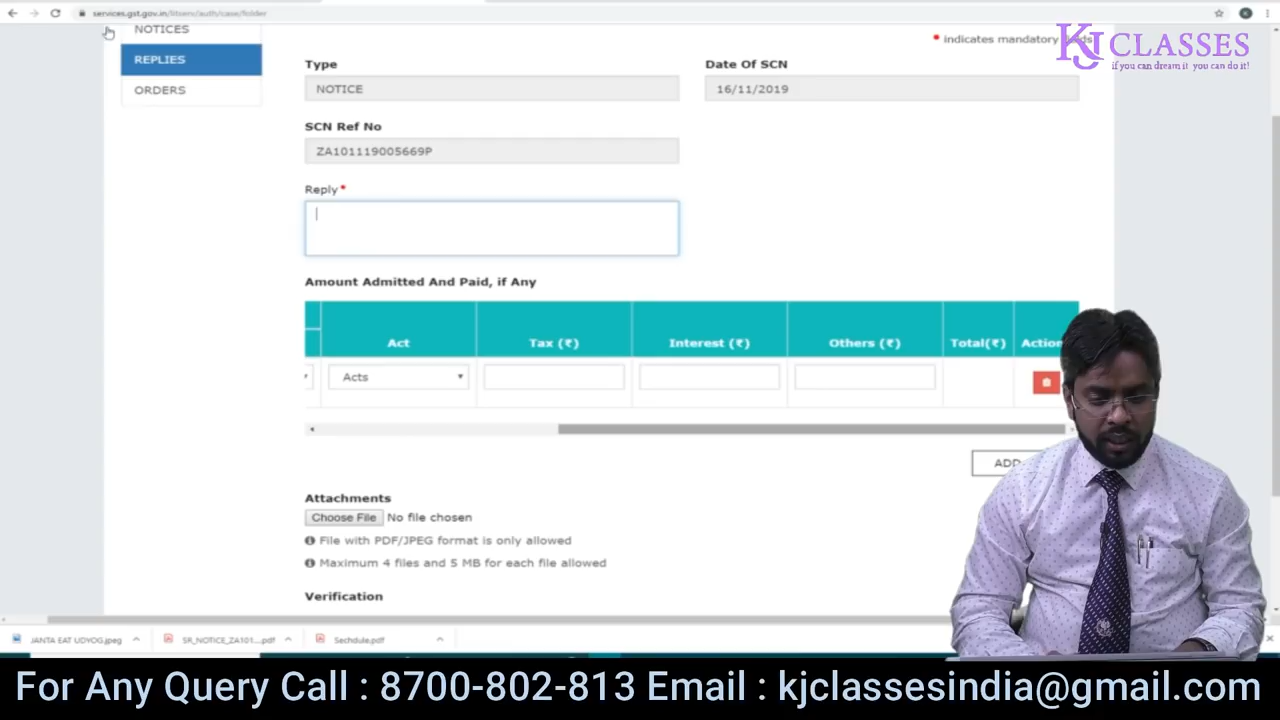 services.gst.gov.in/litserv/auth/case/folder
NOTICES
REPLIES
ORDERS
* indicates mandatory
KJ CLASSES
if you can dream it you can do it!
Type
NOTICE
Date Of SCN
16/11/2019
SCN Ref No
ZA101119005669P
Reply*
Amount Admitted And Paid, if Any
Act Tax (₹) Interest (₹) Others (₹) Total(₹) Action
Acts
ADD
Attachments
Choose File No file chosen
File with PDF/JPEG format is only allowed
Maximum 4 files and 5 MB for each file allowed
Verification
JANTA EAT UDYOG.jpeg SR_NOTICE_ZA101....pdf Sechdule.pdf
For Any Query Call : 8700-802-813 Email : kjclassesindia@gmail.com